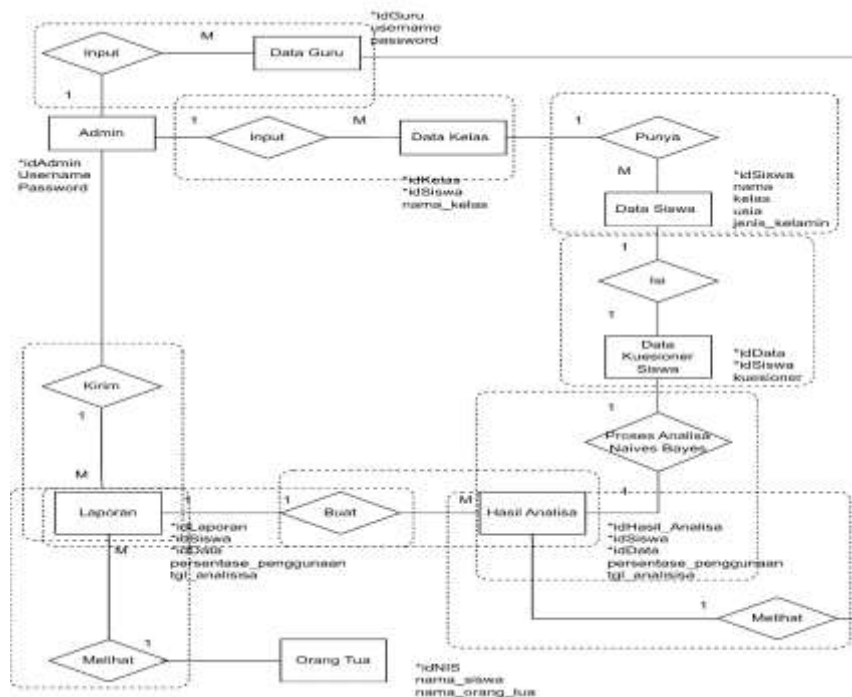 *idGuru
username
password
Input
M
Data Guru
1
Admin
*idAdmin
Username
Password
1
Input
M
Data Kelas
*idKelas
*idSiswa
nama_kelas
1
Punya
M
Data Siswa
*idSiswa
nama
kelas
usia
jenis_kelamin
1
Isi
1
Data
Kuesioner
Siswa
*idData
*idSiswa
kuesioner
1
Proses Analisa
Naives Bayes
1
Kirim
1
M
Laporan
1
1
Buat
M
Hasil Analisa
*idLaporan
*idSiswa
*idData
persentase_penggunaan
tgl_analisisa
*idHasil_Analisa
*idSiswa
*idData
persentase_penggunaan
tgl_analisisa
M
Melihat
1
Orang Tua
*idNIS
nama_siswa
nama_orang_tua
1
Melihat